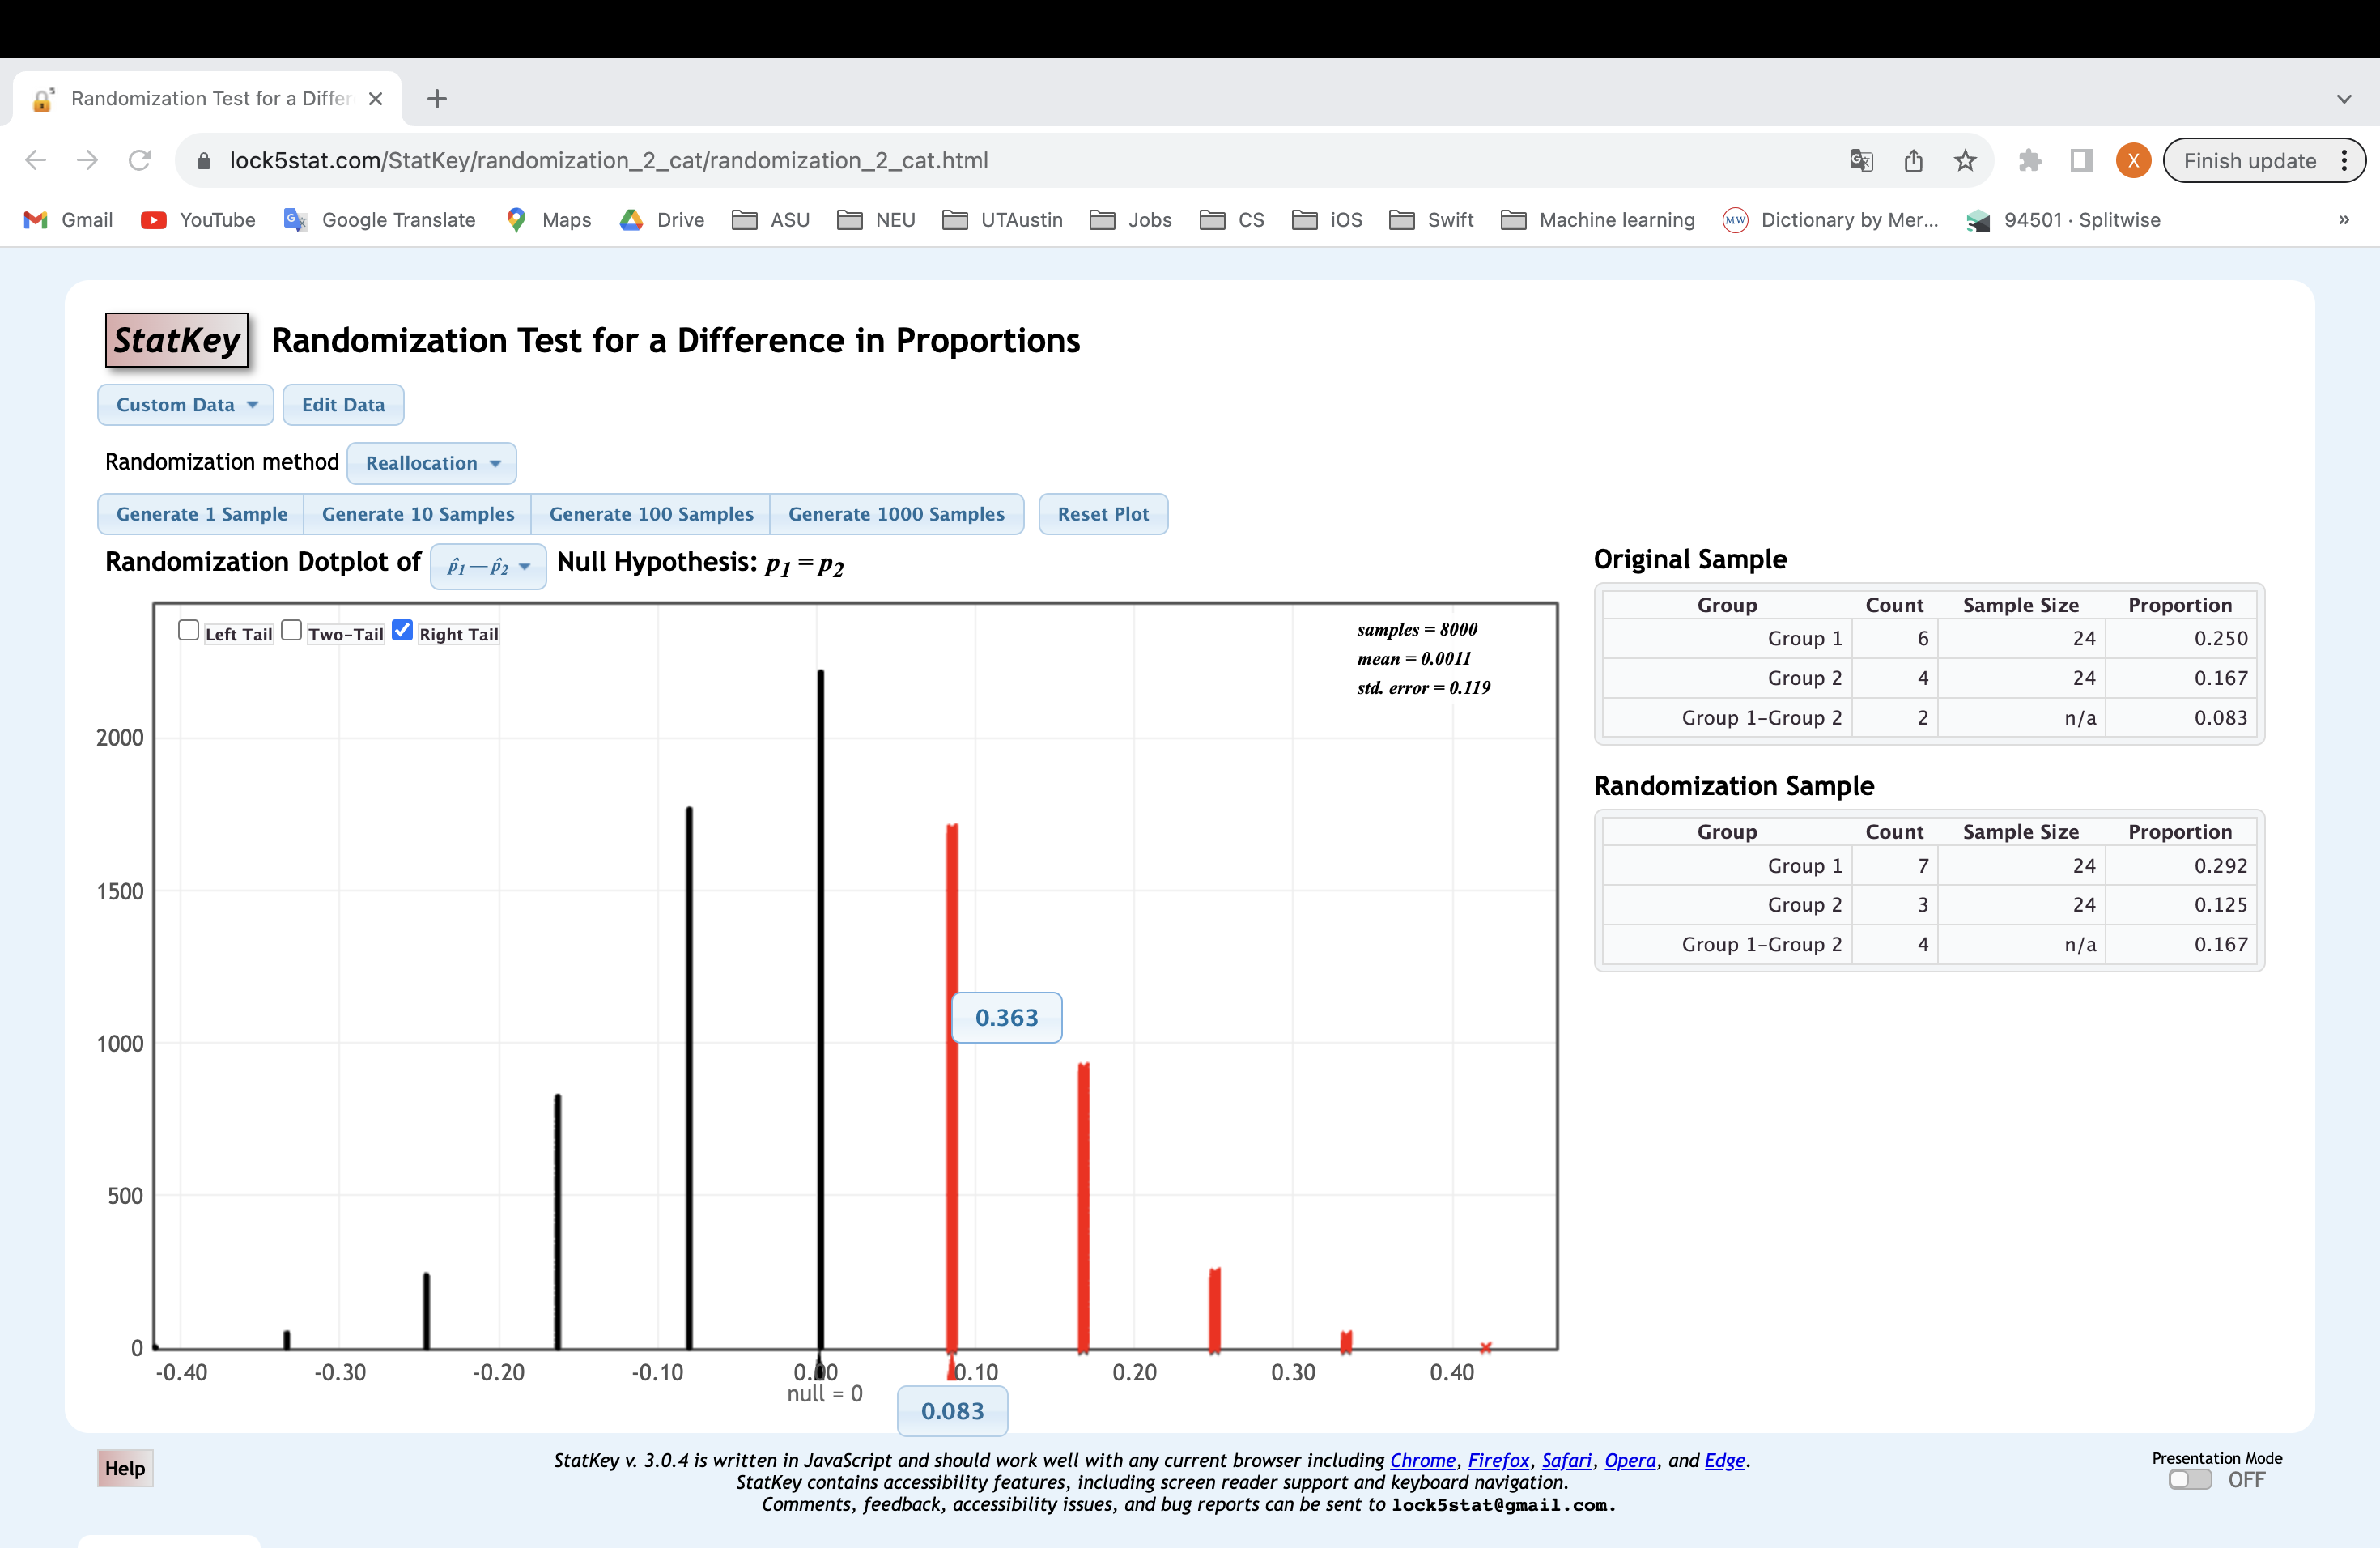 Randomization Test for a Differ
lock5stat.com/StatKey/randomization_2_cat/randomization_2_cat.html
X
Finish update
Gmail YouTube Google Translate Maps Drive ASU NEU UTAustin Jobs CS iOS Swift Machine learning Dictionary by Mer... 94501 · Splitwise »
StatKey Randomization Test for a Difference in Proportions
Custom Data Edit Data
Randomization method Reallocation
Generate 1 Sample Generate 10 Samples Generate 100 Samples Generate 1000 Samples Reset Plot
Randomization Dotplot of p̂₁—p̂₂ Null Hypothesis: p₁=p₂
Left Tail Two-Tail Right Tail
samples = 8000
mean = 0.0011
std. error = 0.119
2000
1500
1000
500
0
0.363
-0.40 -0.30 -0.20 -0.10 0.00 0.10 0.20 0.30 0.40
null = 0
0.083
Original Sample
Group Count Sample Size Proportion
Group 1 6 24 0.250
Group 2 4 24 0.167
Group 1-Group 2 2 n/a 0.083
Randomization Sample
Group Count Sample Size Proportion
Group 1 7 24 0.292
Group 2 3 24 0.125
Group 1-Group 2 4 n/a 0.167
Help
StatKey v. 3.0.4 is written in JavaScript and should work well with any current browser including Chrome, Firefox, Safari, Opera, and Edge.
StatKey contains accessibility features, including screen reader support and keyboard navigation.
Comments, feedback, accessibility issues, and bug reports can be sent to lock5stat@gmail.com.
Presentation Mode
OFF